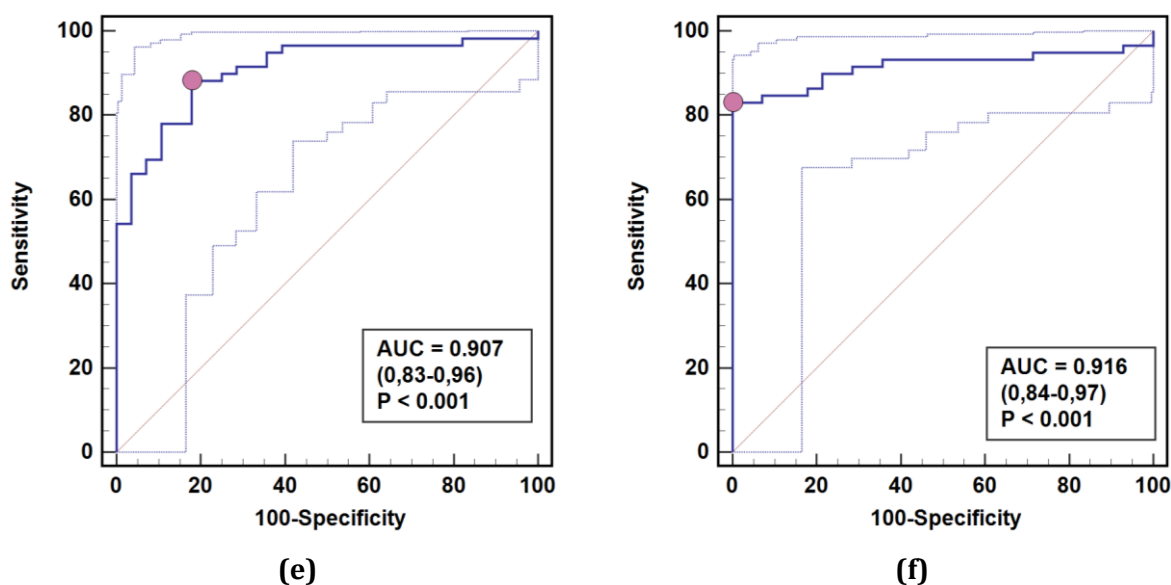 100
80
60
40
20
0
Sensitivity
AUC = 0.907
(0,83-0,96)
P < 0.001
0 20 40 60 80 100
100-Specificity
(e)
100
80
60
40
20
0
Sensitivity
AUC = 0.916
(0,84-0,97)
P < 0.001
0 20 40 60 80 100
100-Specificity
(f)